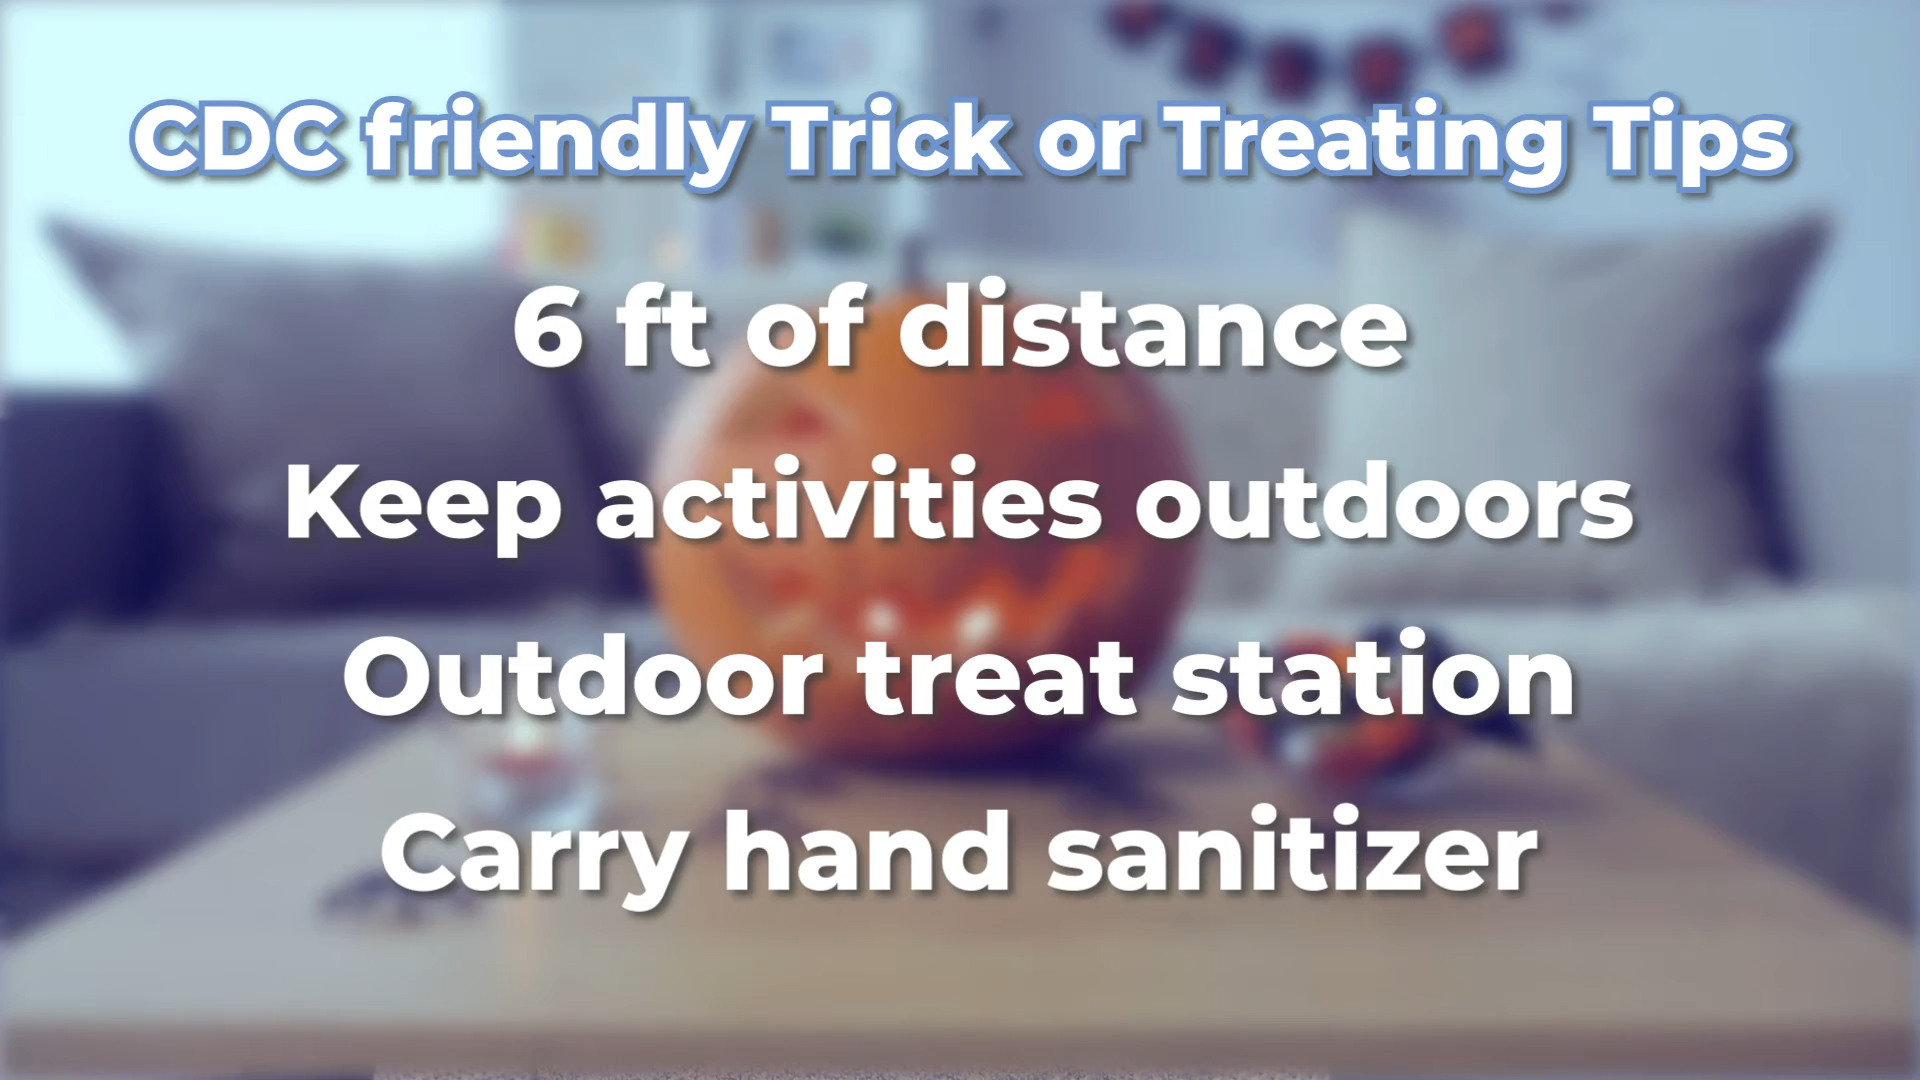 CDC friendly Trick or Treating Tips
6 ft of distance
Keep activities outdoors
Outdoor treat station
Carry hand sanitizer